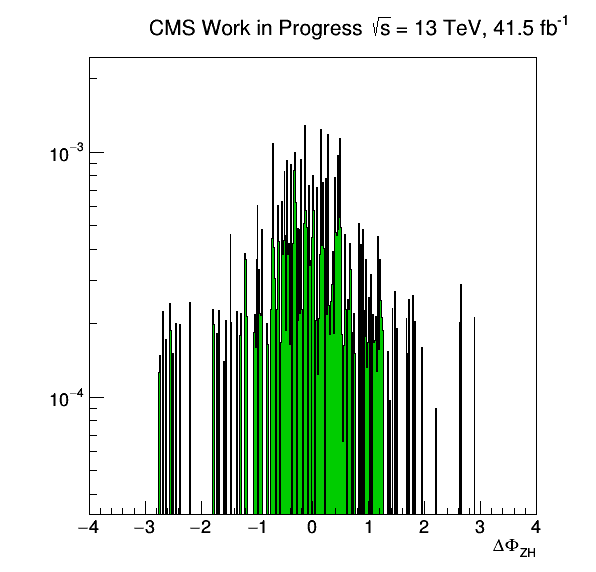 CMS Work in Progress √s = 13 TeV, 41.5 fb⁻¹
10⁻³
10⁻⁴
−4 −3 −2 −1 0 1 2 3 4
ΔΦ_ZH